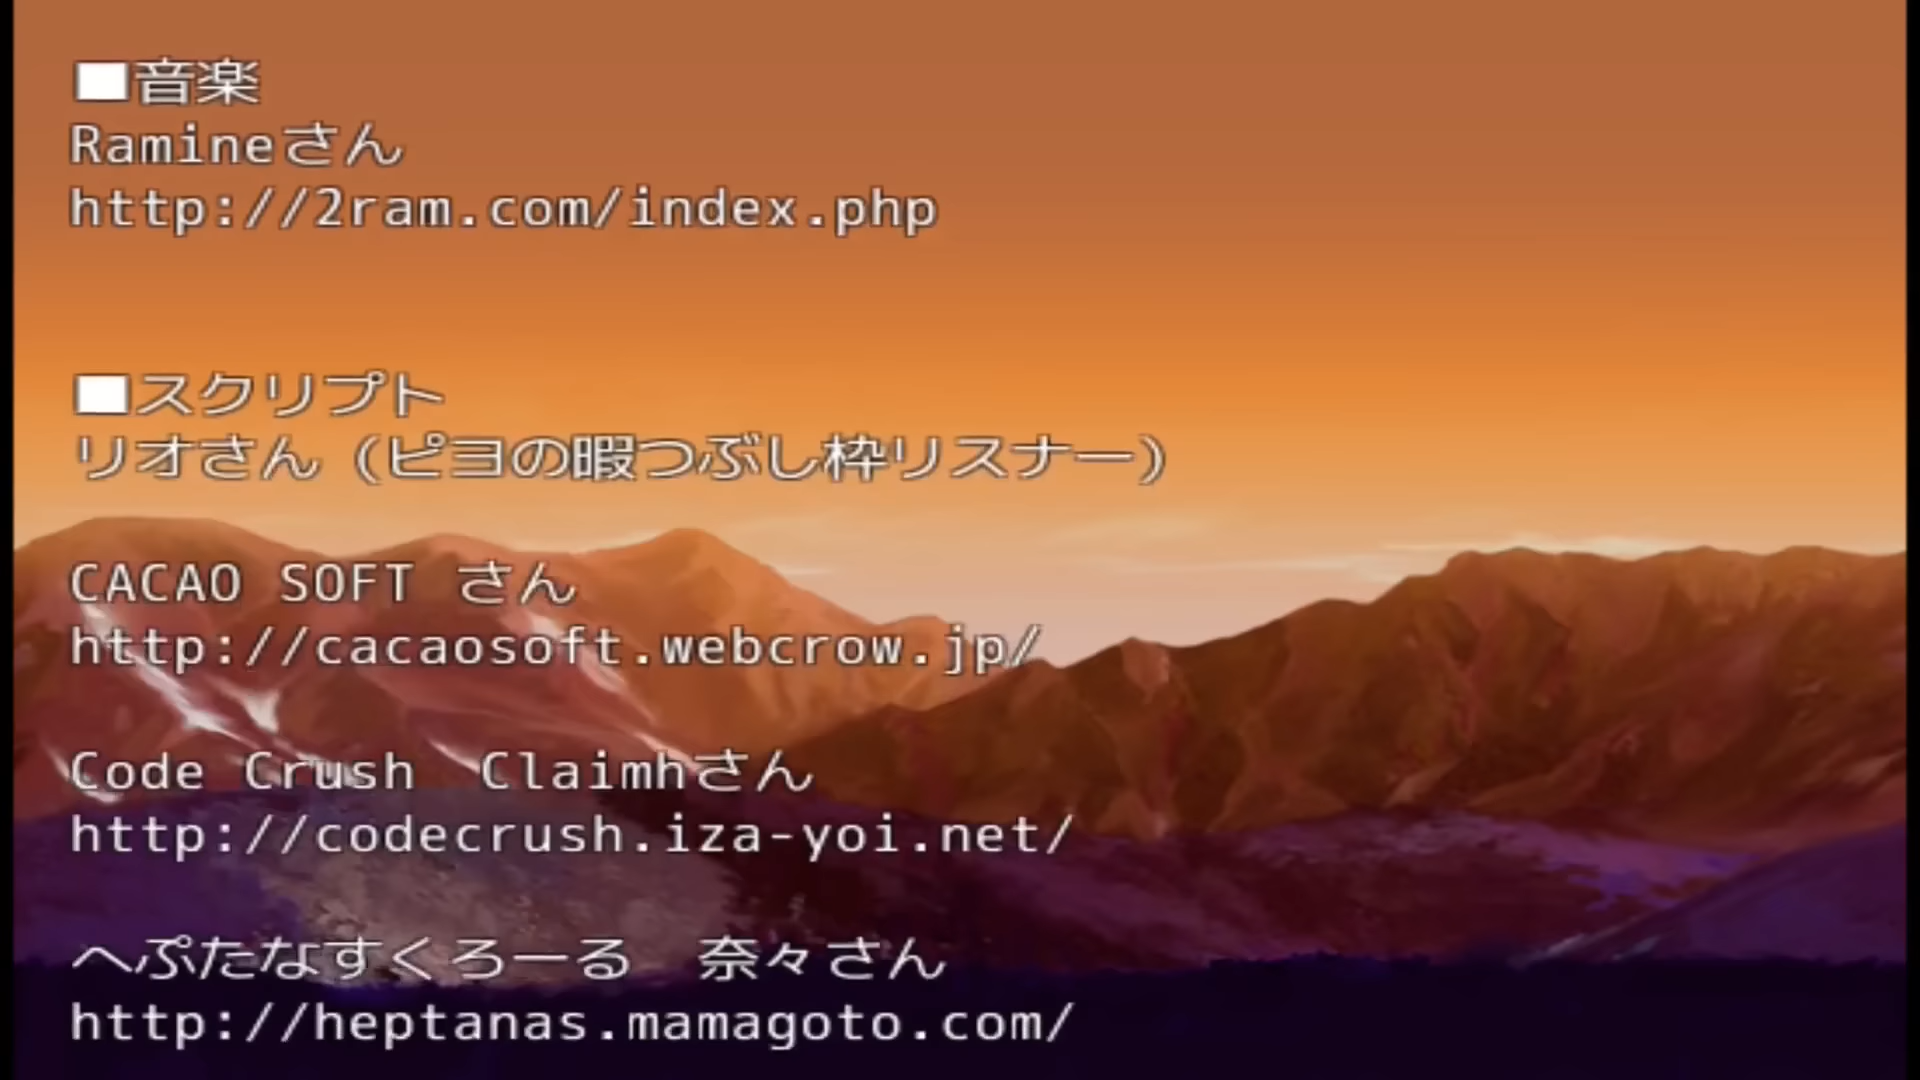 ■音楽
Ramineさん
http://2ram.com/index.php
■スクリプト
リオさん（ピヨの暇つぶし枠リスナー）
CACAO SOFT さん
http://cacaosoft.webcrow.jp/
Code Crush　Claimhさん
http://codecrush.iza-yoi.net/
へぷたなすくろーる　奈々さん
http://heptanas.mamagoto.com/